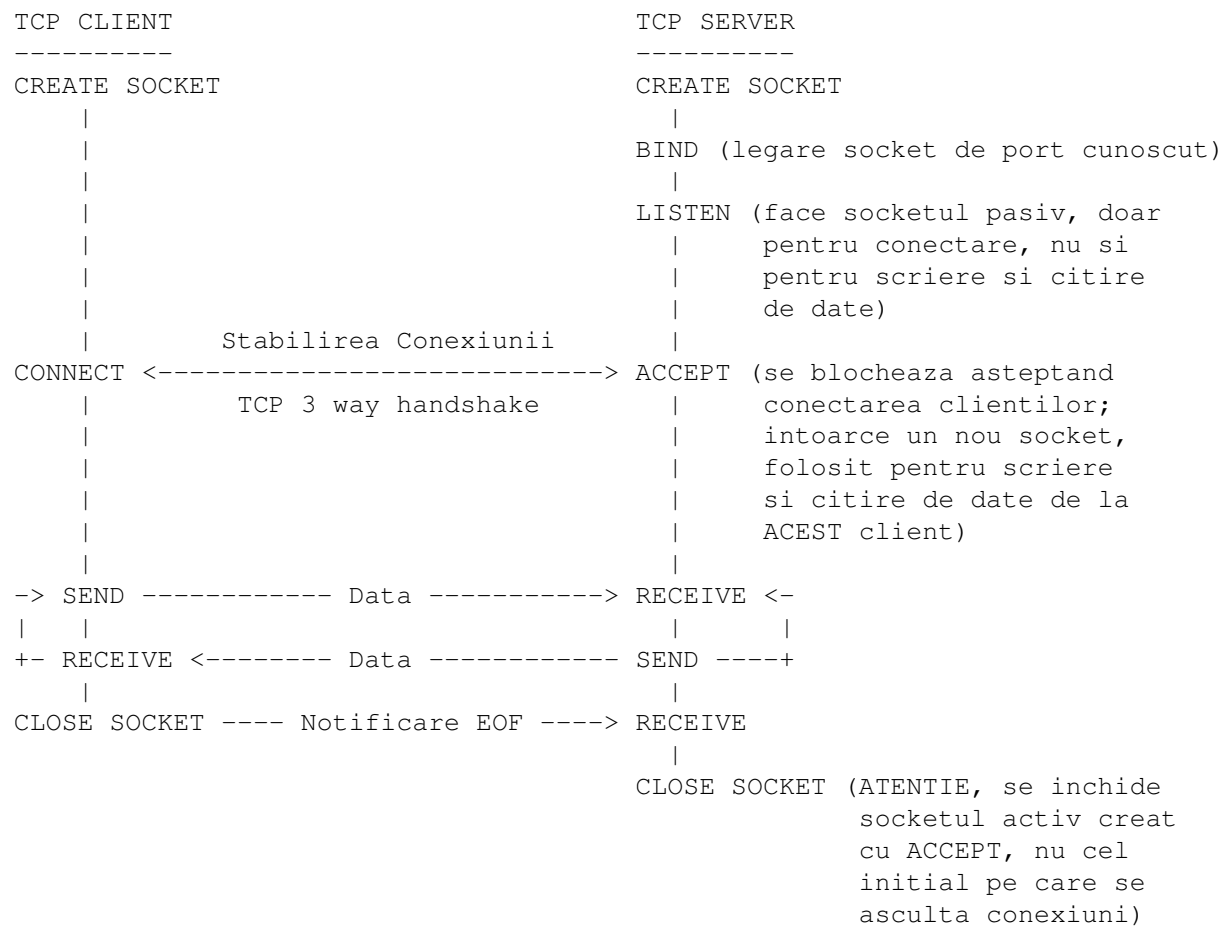 TCP CLIENT                             TCP SERVER
----------                             ----------
CREATE SOCKET                          CREATE SOCKET
    |                                    |
    |                                  BIND (legare socket de port cunoscut)
    |                                    |
    |                                  LISTEN (face socketul pasiv, doar
    |                                    |     pentru conectare, nu si
    |                                    |     pentru scriere si citire
    |                                    |     de date)
    |        Stabilirea Conexiunii       |
CONNECT <----------------------------> ACCEPT (se blocheaza asteptand
    |         TCP 3 way handshake        |     conectarea clientilor;
    |                                    |     intoarce un nou socket,
    |                                    |     folosit pentru scriere
    |                                    |     si citire de date de la
    |                                    |     ACEST client)
    |                                    |
-> SEND ------------ Data -----------> RECEIVE <-
|  |                                     |      |
+- RECEIVE <-------- Data ------------ SEND ----+
    |                                    |
CLOSE SOCKET ---- Notificare EOF ----> RECEIVE
                                         |
                                       CLOSE SOCKET (ATENTIE, se inchide
                                                     socketul activ creat
                                                     cu ACCEPT, nu cel
                                                     initial pe care se
                                                     asculta conexiuni)